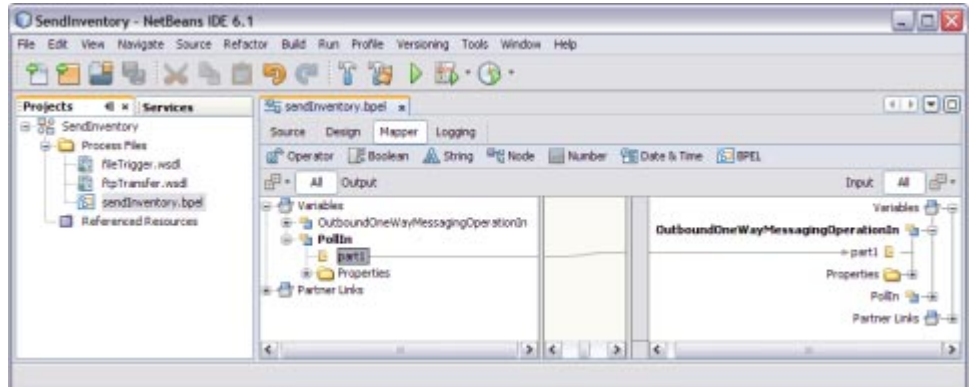 SendInventory - NetBeans IDE 6.1
File Edit View Navigate Source Refactor Build Run Profile Versioning Tools Window Help
Projects Services
sendInventory.bpel
SendInventory
Process Files
fileTrigger.wsdl
ftpTransfer.wsdl
sendInventory.bpel
Referenced Resources
Source Design Mapper Logging
Operator Boolean String Node Number Date & Time BPEL
All Output
Input All
Variables
OutboundOneWayMessagingOperationIn
PollIn
part1
Properties
Partner Links
Variables
OutboundOneWayMessagingOperationIn
part1
Properties
PollIn
Partner Links